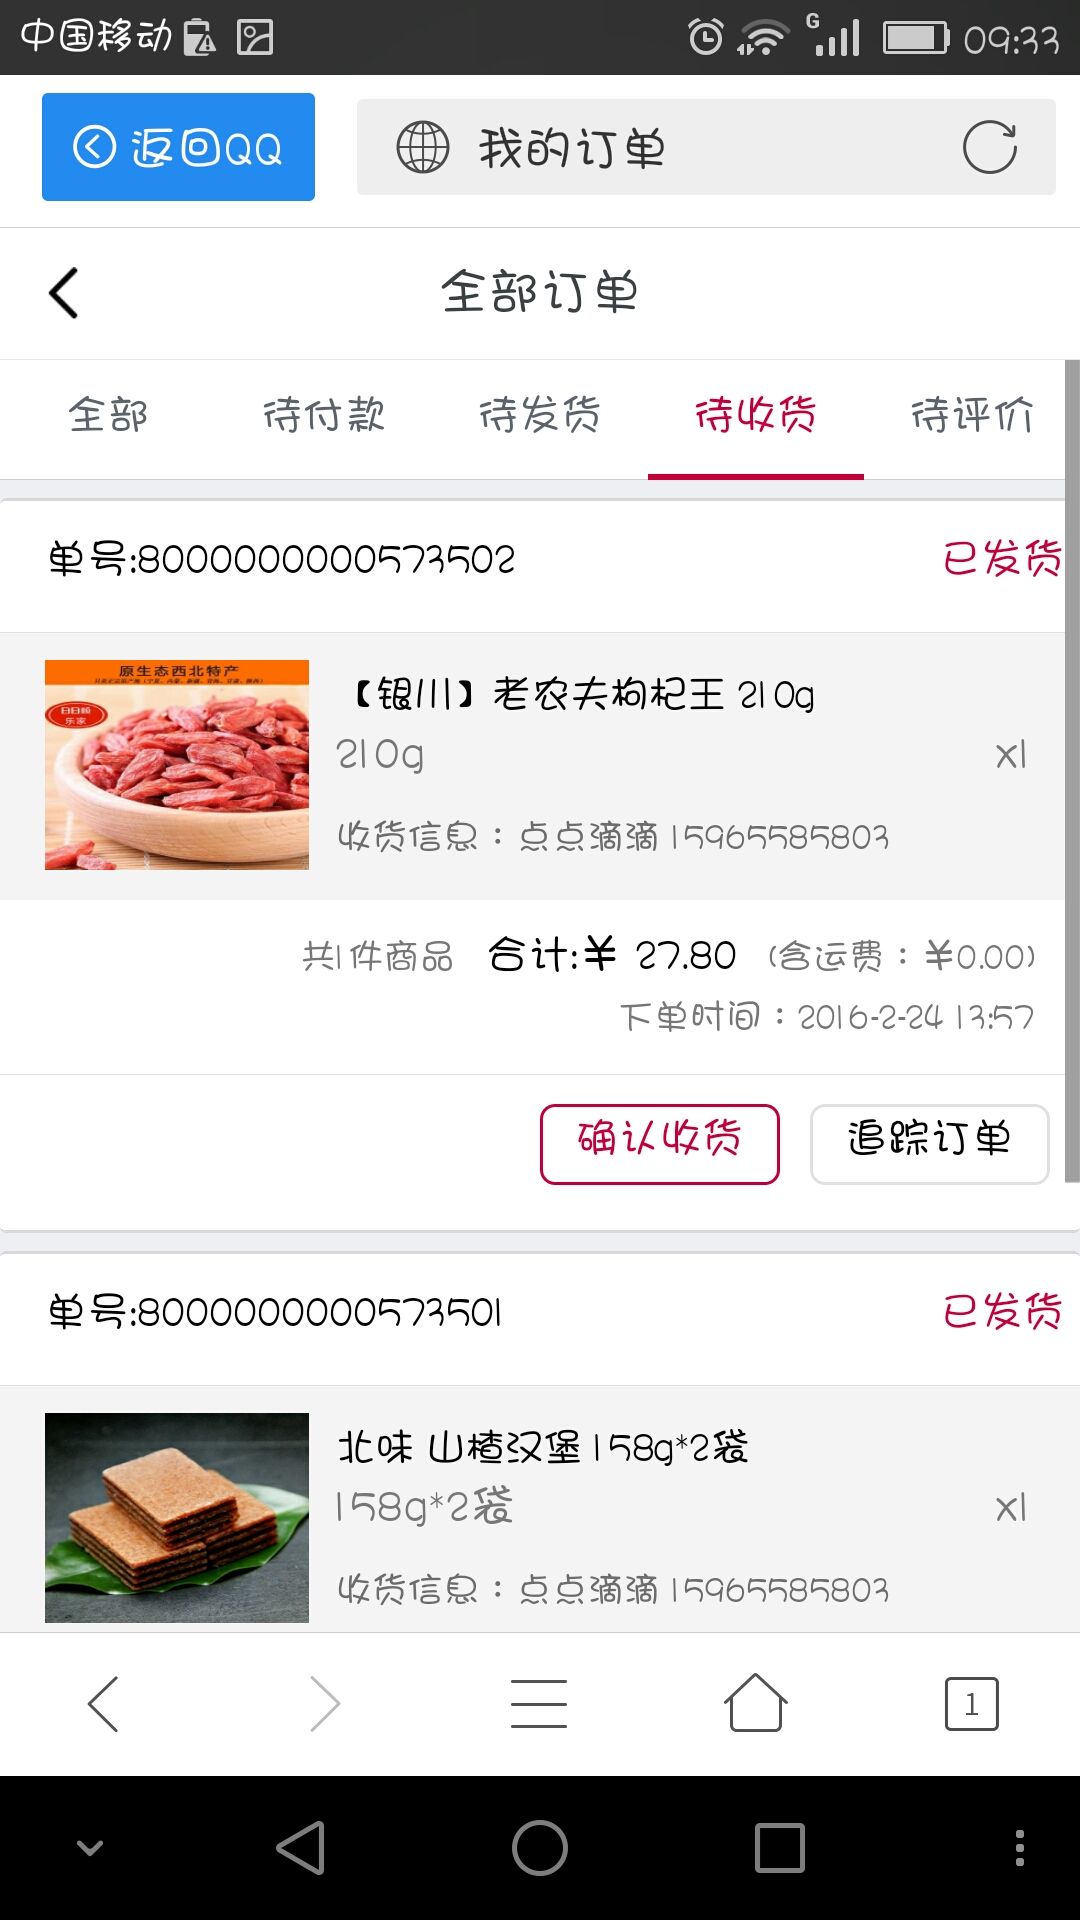 中国移动 G 09:33
返回QQ 我的订单
全部订单
全部 待付款 待发货 待收货 待评价
单号:8000000000573502 已发货
原生态西北特产
日日顺
乐家
【银川】老农夫枸杞王 210g
210g x1
收货信息：点点滴滴 15965585803
共1件商品 合计:¥ 27.80 (含运费：¥0.00)
下单时间：2016-2-24 13:57
确认收货 追踪订单
单号:8000000000573501 已发货
北味 山楂汉堡 158g*2袋
158g*2袋 x1
收货信息：点点滴滴 15965585803
1